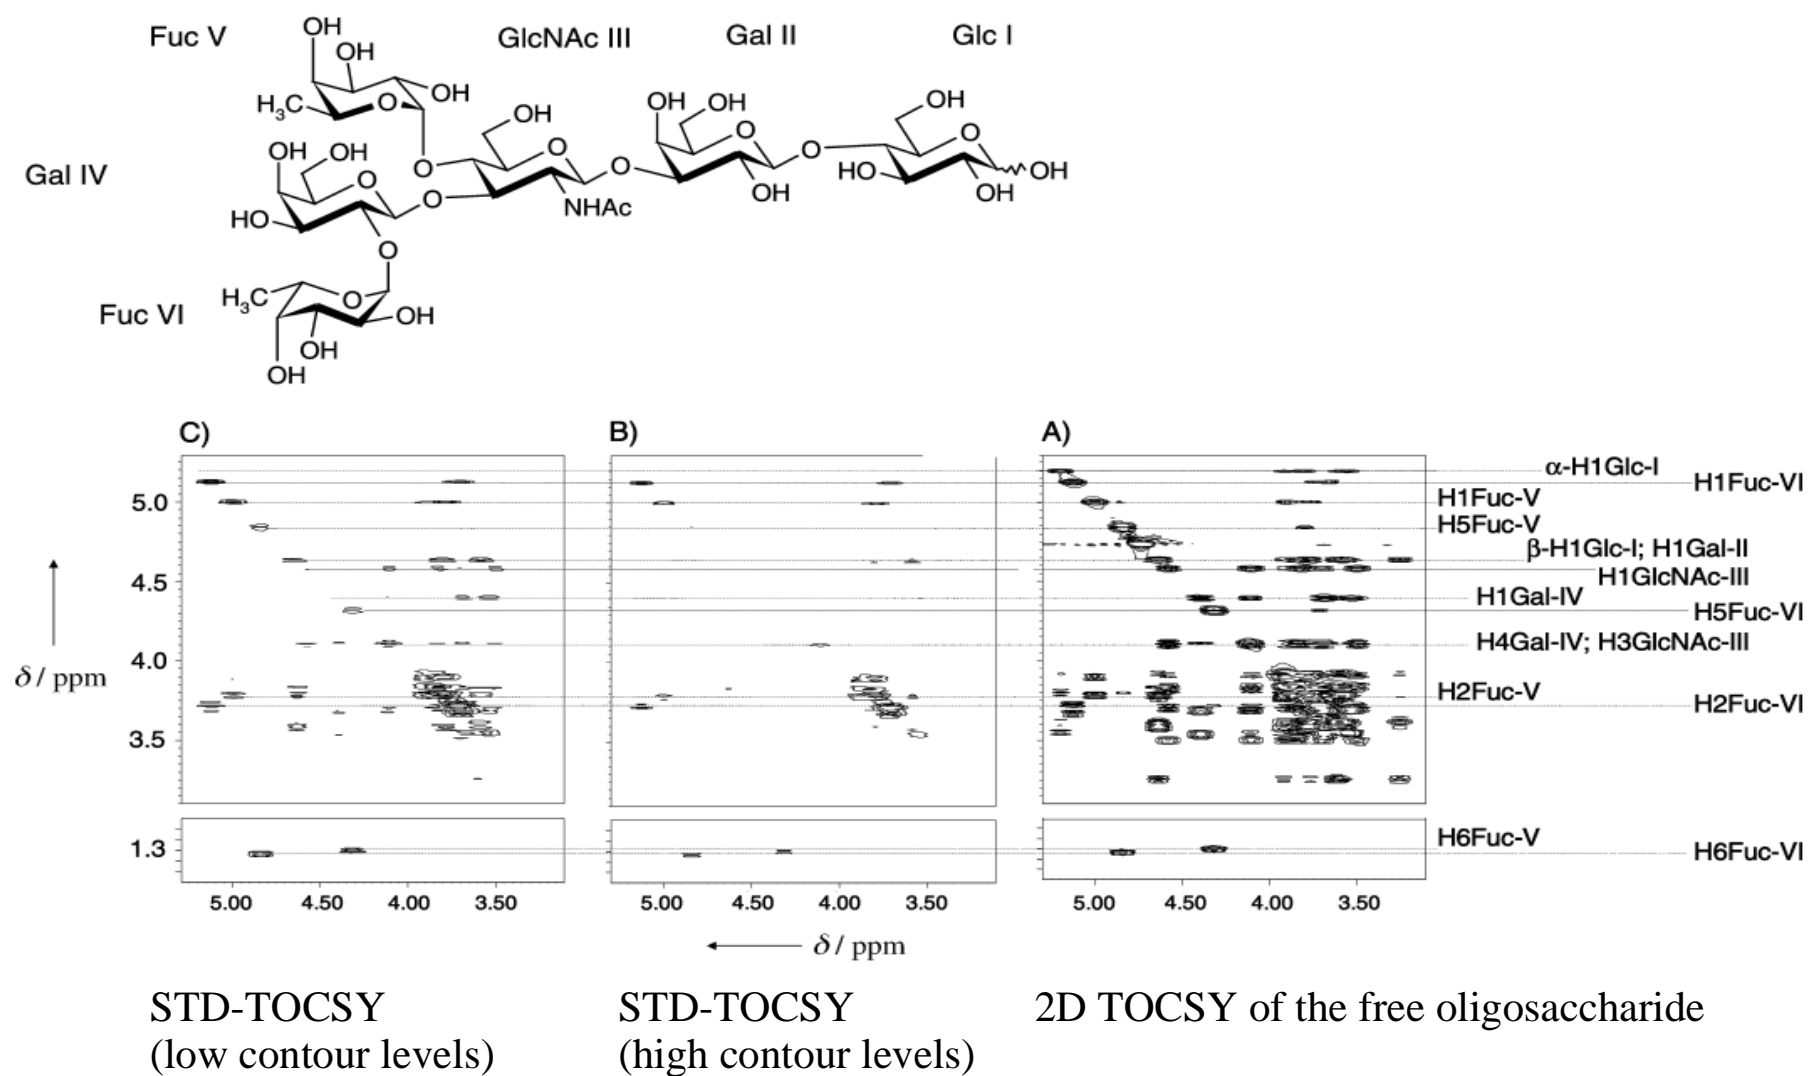 Fuc V
GlcNAc III
Gal II
Glc I
Gal IV
Fuc VI
OH
OH
OH
H3C
O
OH
O
O
OH
OH
O
HO
O
NHAc
O
OH
OH
O
OH
O
OH
O
HO
OH
OH
O
H3C
O
OH
OH
OH
C)
B)
A)
α-H1Glc-I
H1Fuc-VI
H1Fuc-V
H5Fuc-V
β-H1Glc-I; H1Gal-II
H1GlcNAc-III
H1Gal-IV
H5Fuc-VI
H4Gal-IV; H3GlcNAc-III
H2Fuc-V
H2Fuc-VI
H6Fuc-V
H6Fuc-VI
5.0
4.5
4.0
3.5
1.3
δ / ppm
5.00 4.50 4.00 3.50
5.00 4.50 4.00 3.50
5.00 4.50 4.00 3.50
δ / ppm
STD-TOCSY
(low contour levels)
STD-TOCSY
(high contour levels)
2D TOCSY of the free oligosaccharide